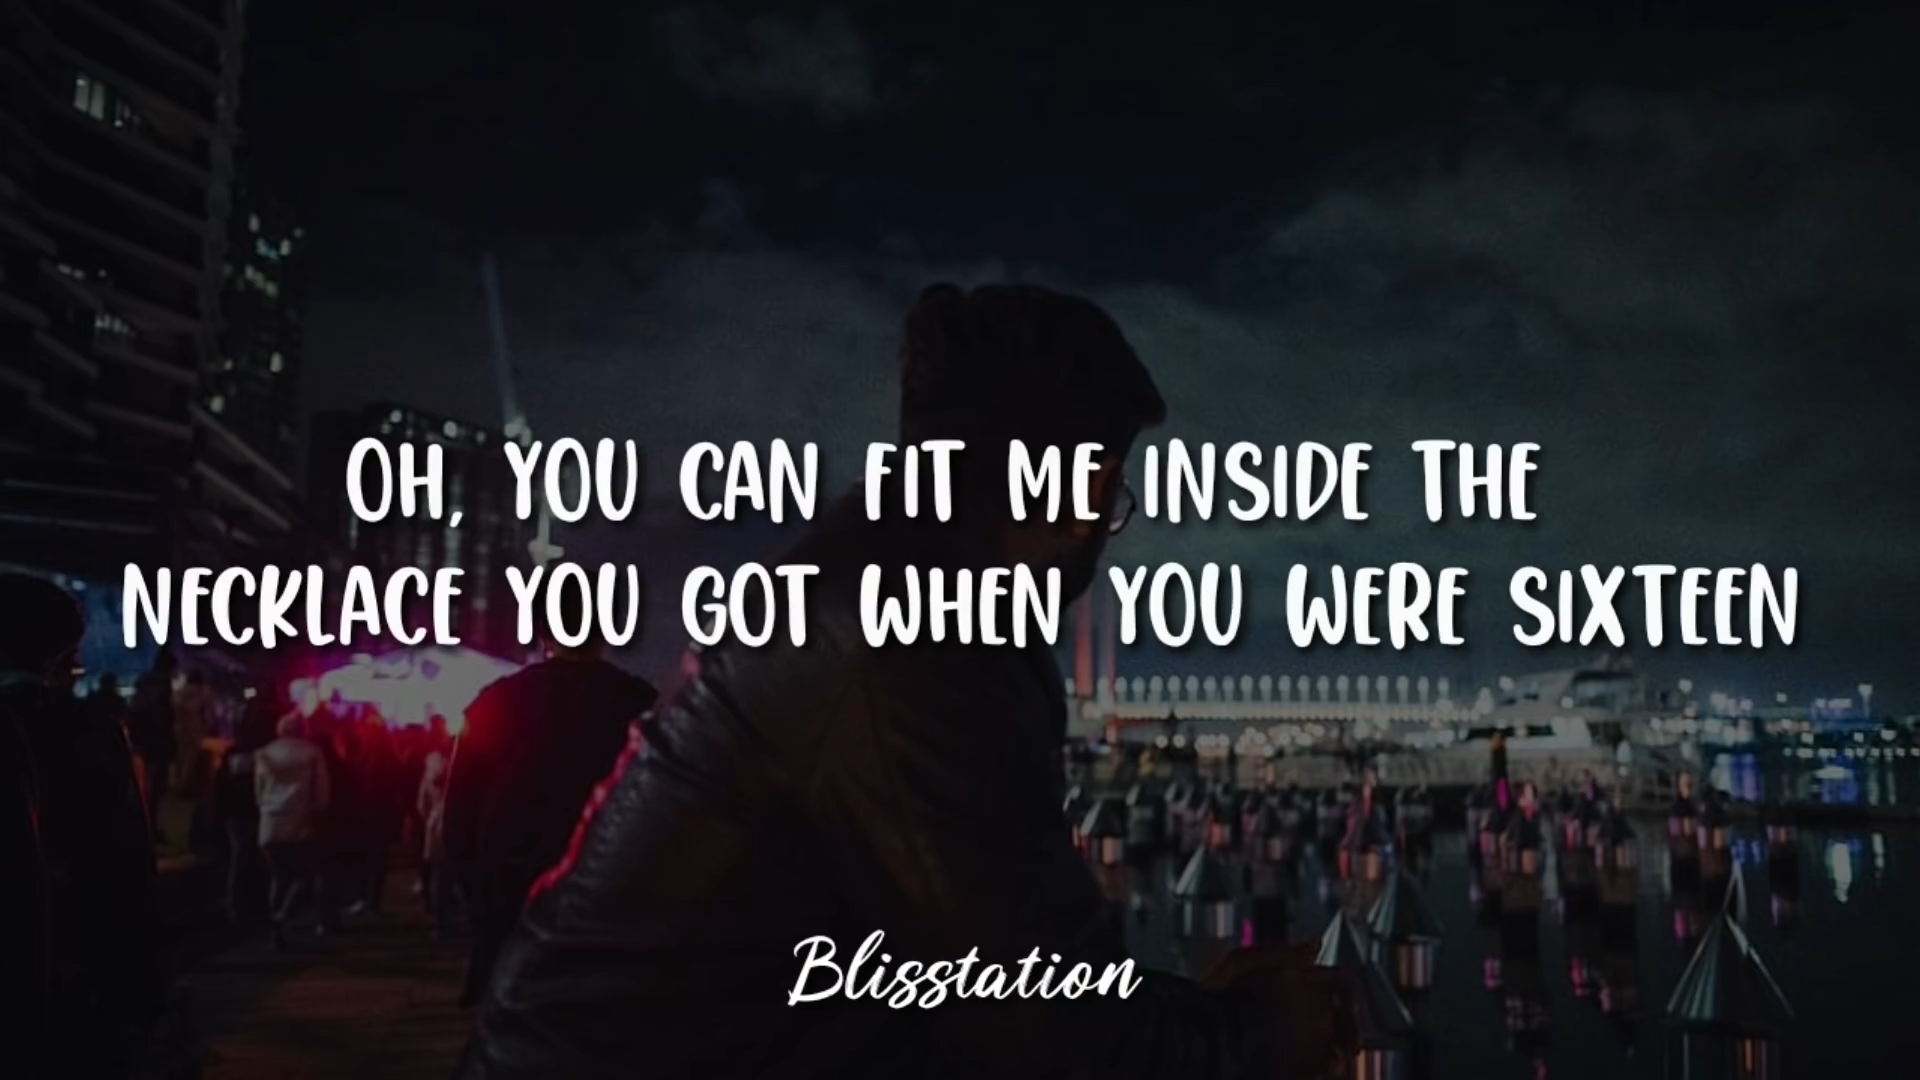 OH, YOU CAN FIT ME INSIDE THE
NECKLACE YOU GOT WHEN YOU WERE SIXTEEN
Blisstation